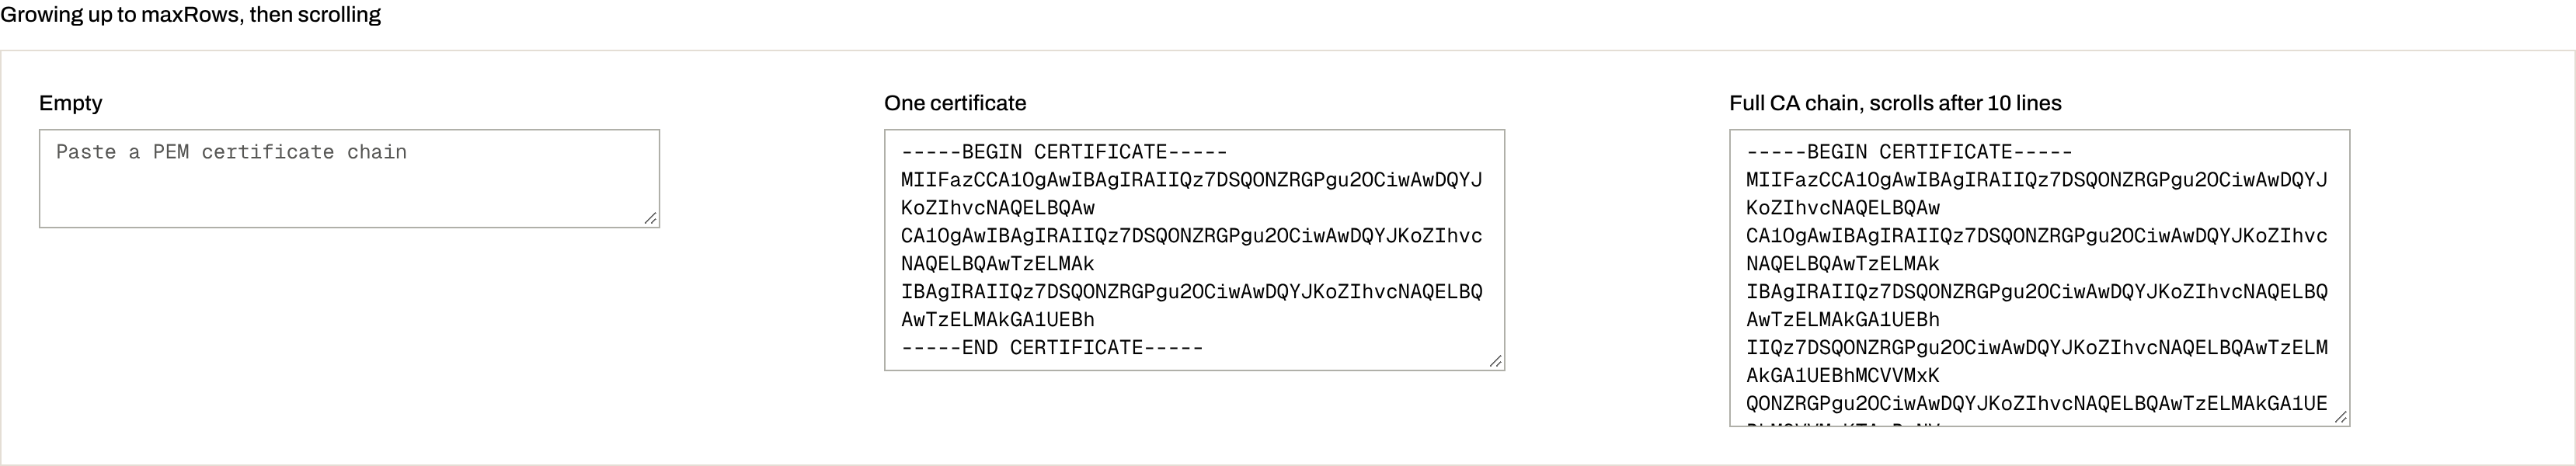 Growing up to maxRows, then scrolling
Empty
Paste a PEM certificate chain
One certificate
-----BEGIN CERTIFICATE-----
MIIFazCCA1OgAwIBAgIRAIIQz7DSQONZRGPgu2OCiwAwDQYJ
KoZIhvcNAQELBQAw
CA1OgAwIBAgIRAIIQz7DSQONZRGPgu2OCiwAwDQYJKoZIhvc
NAQELBQAwTzELMAk
IBAgIRAIIQz7DSQONZRGPgu2OCiwAwDQYJKoZIhvcNAQELBQ
AwTzELMAkGA1UEBh
-----END CERTIFICATE-----
Full CA chain, scrolls after 10 lines
-----BEGIN CERTIFICATE-----
MIIFazCCA1OgAwIBAgIRAIIQz7DSQONZRGPgu2OCiwAwDQYJ
KoZIhvcNAQELBQAw
CA1OgAwIBAgIRAIIQz7DSQONZRGPgu2OCiwAwDQYJKoZIhvc
NAQELBQAwTzELMAk
IBAgIRAIIQz7DSQONZRGPgu2OCiwAwDQYJKoZIhvcNAQELBQ
AwTzELMAkGA1UEBh
IIQz7DSQONZRGPgu2OCiwAwDQYJKoZIhvcNAQELBQAwTzELM
AkGA1UEBhMCVVMxK
QONZRGPgu2OCiwAwDQYJKoZIhvcNAQELBQAwTzELMAkGA1UE